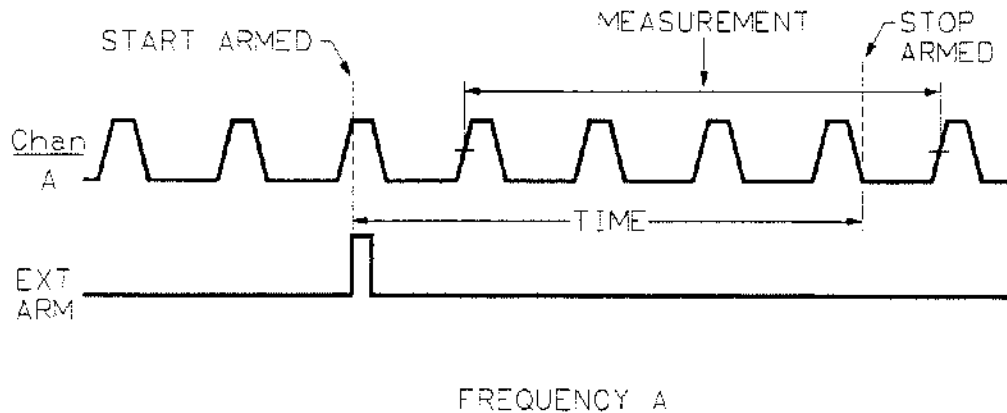 MEASUREMENT
START ARMED
STOP
ARMED
Chan
A
TIME
EXT
ARM
FREQUENCY A